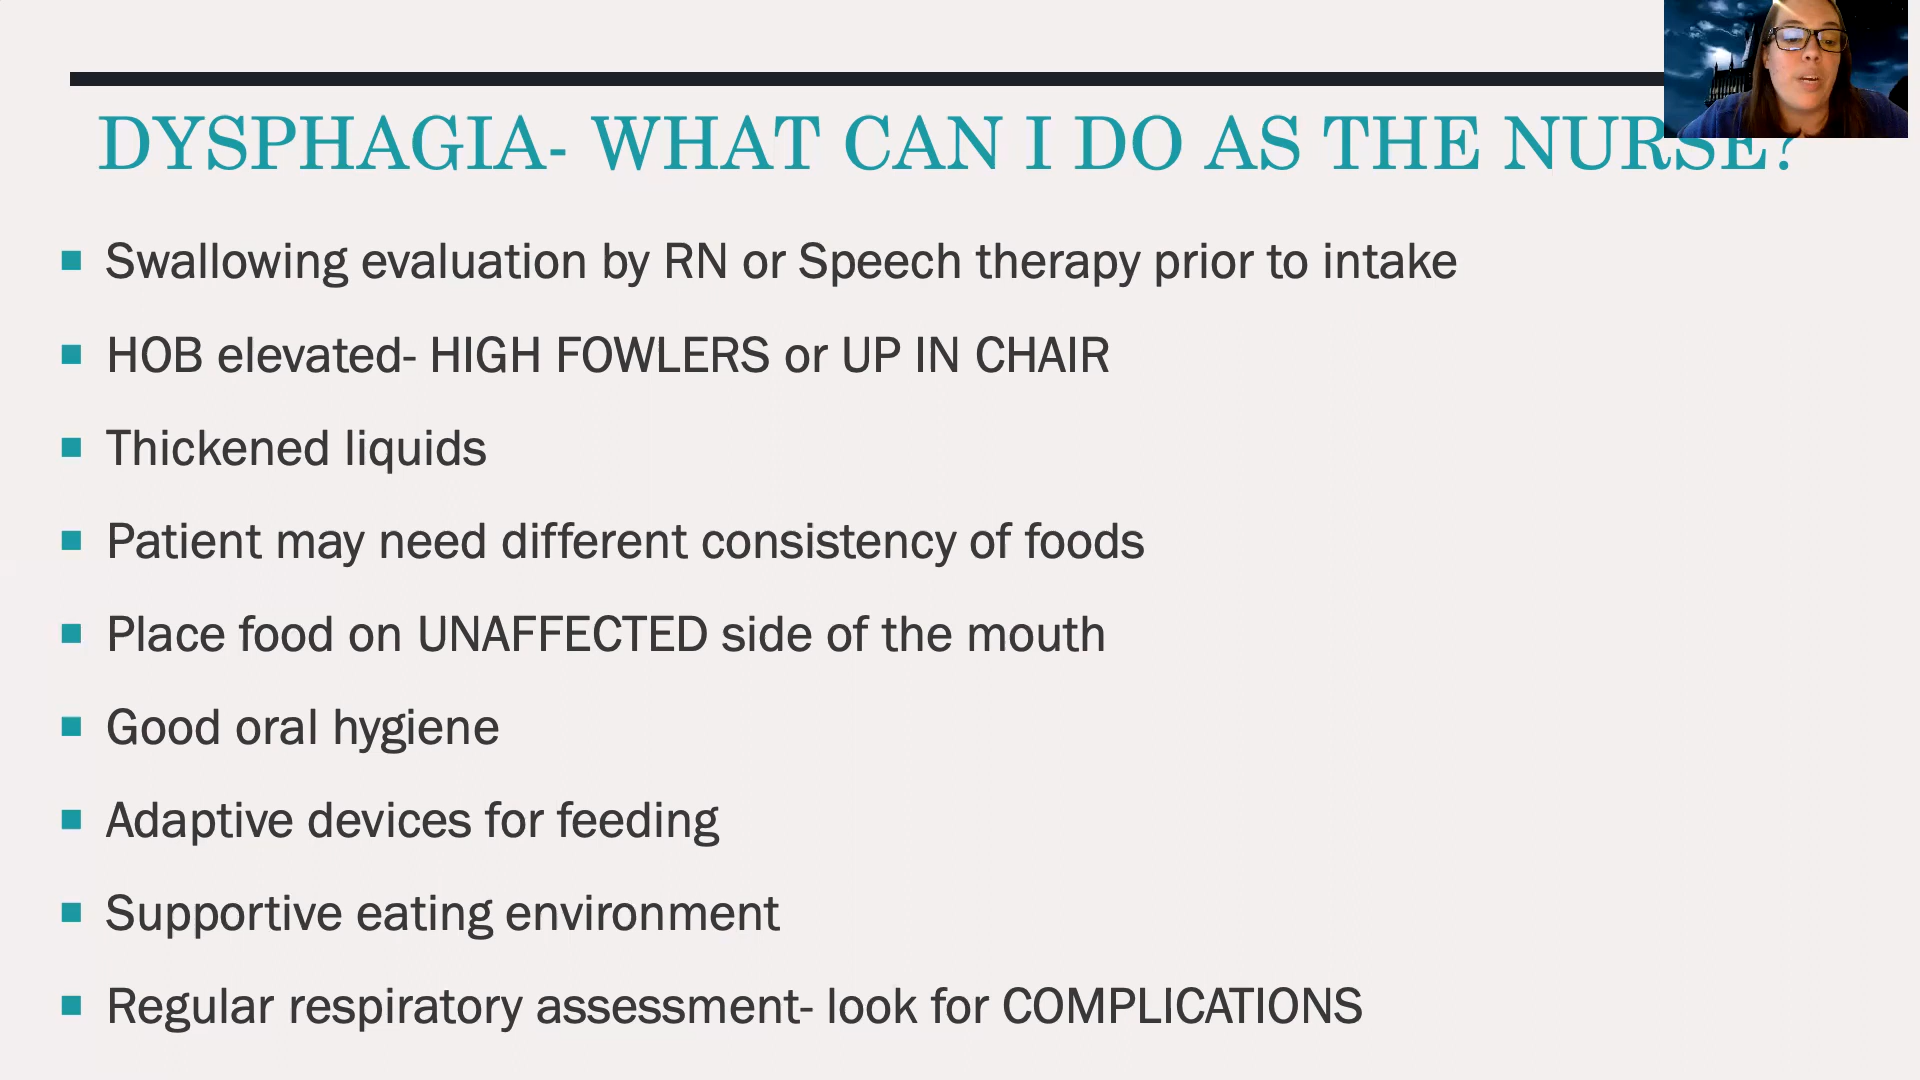 DYSPHAGIA- WHAT CAN I DO AS THE NURSE?
Swallowing evaluation by RN or Speech therapy prior to intake
HOB elevated- HIGH FOWLERS or UP IN CHAIR
Thickened liquids
Patient may need different consistency of foods
Place food on UNAFFECTED side of the mouth
Good oral hygiene
Adaptive devices for feeding
Supportive eating environment
Regular respiratory assessment- look for COMPLICATIONS